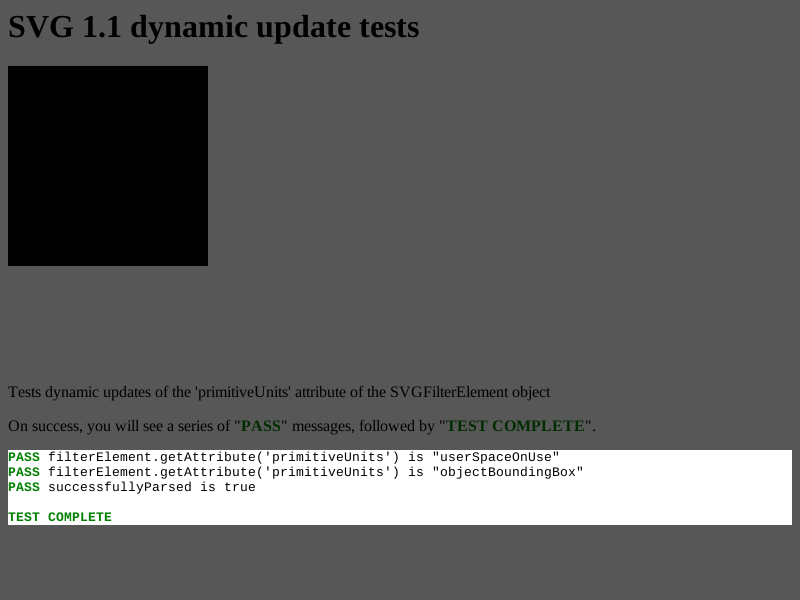 SVG 1.1 dynamic update tests
Tests dynamic updates of the 'primitiveUnits' attribute of the SVGFilterElement object
On success, you will see a series of "PASS" messages, followed by "TEST COMPLETE".
PASS filterElement.getAttribute('primitiveUnits') is "userSpaceOnUse"
PASS filterElement.getAttribute('primitiveUnits') is "objectBoundingBox"
PASS successfullyParsed is true
TEST COMPLETE